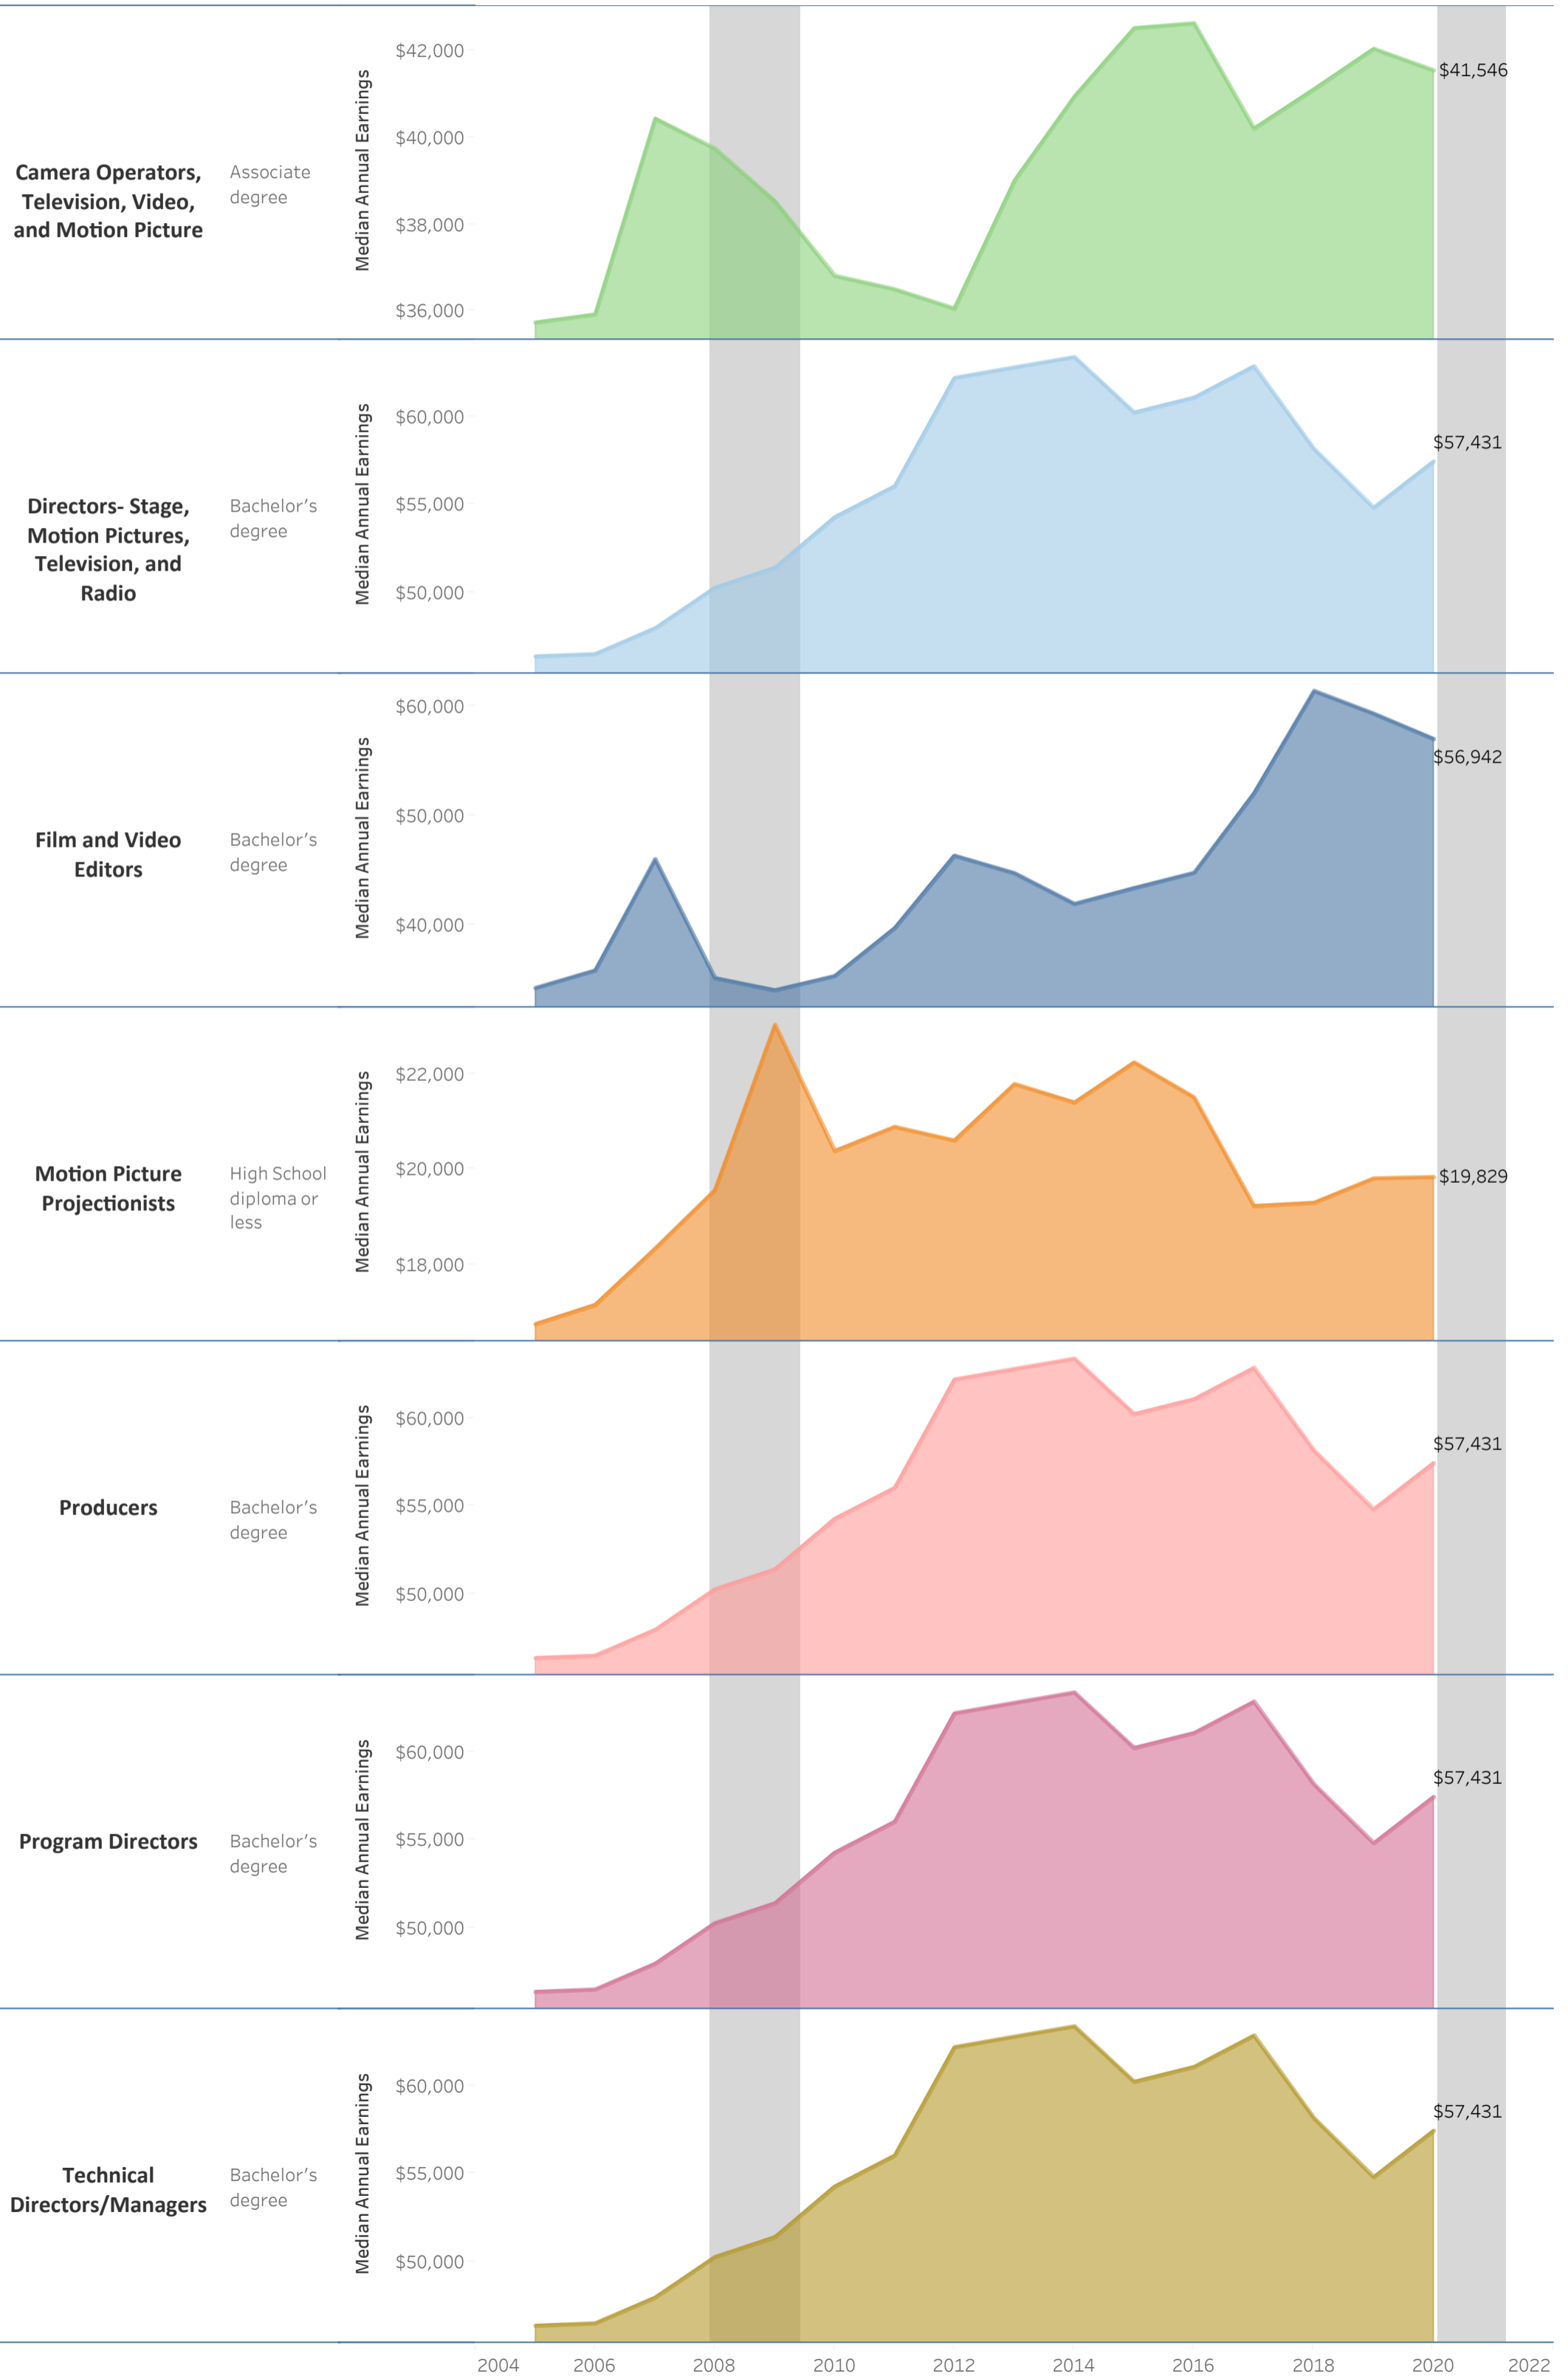 Camera Operators,
Television, Video,
and Motion Picture
Associate
degree
Median Annual Earnings
$42,000
$40,000
$38,000
$36,000
$41,546
Directors- Stage,
Motion Pictures,
Television, and
Radio
Bachelor's
degree
Median Annual Earnings
$60,000
$55,000
$50,000
$57,431
Film and Video
Editors
Bachelor's
degree
Median Annual Earnings
$60,000
$50,000
$40,000
$56,942
Motion Picture
Projectionists
High School
diploma or
less
Median Annual Earnings
$22,000
$20,000
$18,000
$19,829
Producers
Bachelor's
degree
Median Annual Earnings
$60,000
$55,000
$50,000
$57,431
Program Directors
Bachelor's
degree
Median Annual Earnings
$60,000
$55,000
$50,000
$57,431
Technical
Directors/Managers
Bachelor's
degree
Median Annual Earnings
$60,000
$55,000
$50,000
$57,431
2004 2006 2008 2010 2012 2014 2016 2018 2020 2022